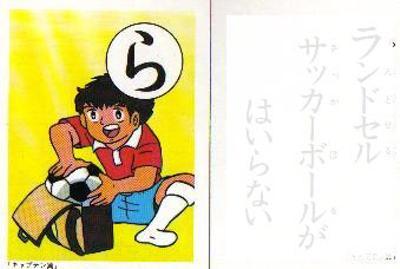 ら
「キャプテン翼」
ランドセル
サッカーボールが
はいらない